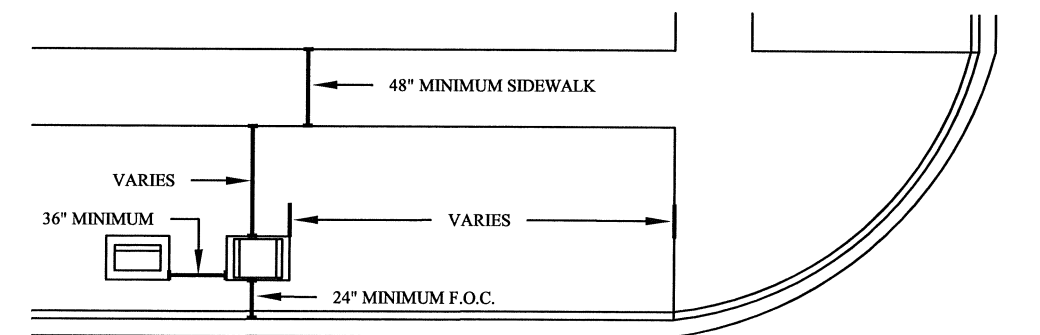 48" MINIMUM SIDEWALK
VARIES
36" MINIMUM
VARIES
24" MINIMUM F.O.C.